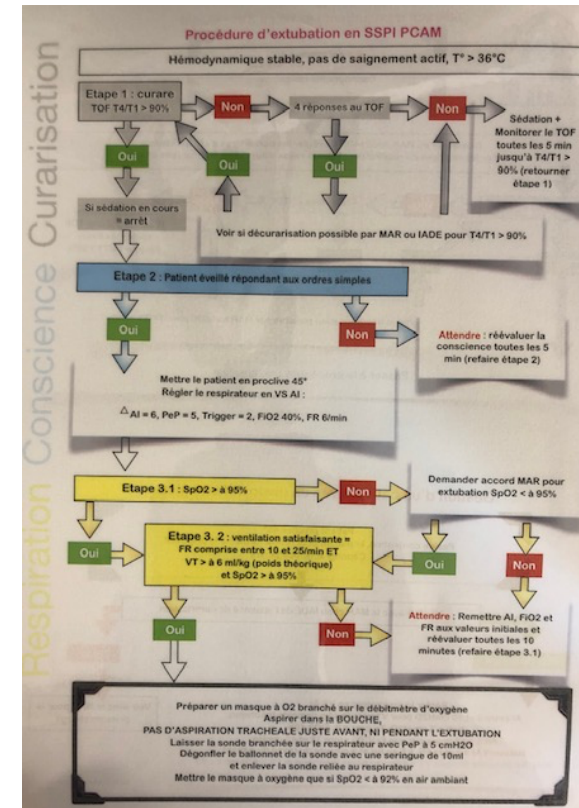 Procédure d'extubation en SSPI PCAM
Hémodynamique stable, pas de saignement actif, T° > 36°C
Curarisation
Etape 1 : curare
TOF T4/T1 > 90%
Non
4 réponses au TOF
Non
Sédation +
Monitorer le TOF
toutes les 5 min
jusqu'à T4/T1 >
90% (retourner
étape 1)
Oui
Oui
Oui
Si sédation en cours
= arrêt
Voir si décurarisation possible par MAR ou IADE pour T4/T1 > 90%
Conscience
Etape 2 : Patient éveillé répondant aux ordres simples
Oui
Non
Attendre : réévaluer la
conscience toutes les 5
min (refaire étape 2)
Mettre le patient en proclive 45°
Régler le respirateur en VS AI :
△ AI = 6, PeP = 5, Trigger = 2, FiO2 40%, FR 6/min
Respiration
Etape 3.1 : SpO2 > à 95%
Non
Demander accord MAR pour
extubation SpO2 < à 95%
Oui
Etape 3. 2 : ventilation satisfaisante =
FR comprise entre 10 et 25/min ET
VT > à 6 ml/kg (poids théorique)
et SpO2 > à 95%
Oui
Non
Oui
Non
Attendre : Remettre AI, FiO2 et
FR aux valeurs initiales et
réévaluer toutes les 10
minutes (refaire étape 3.1)
Préparer un masque à O2 branché sur le débitmètre d'oxygène
Aspirer dans la BOUCHE,
PAS D'ASPIRATION TRACHEALE JUSTE AVANT, NI PENDANT L'EXTUBATION
Laisser la sonde branchée sur le respirateur avec PeP à 5 cmH2O
Dégonfler le ballonnet de la sonde avec une seringue de 10ml
et enlever la sonde reliée au respirateur
Mettre le masque à oxygène que si SpO2 < à 92% en air ambiant